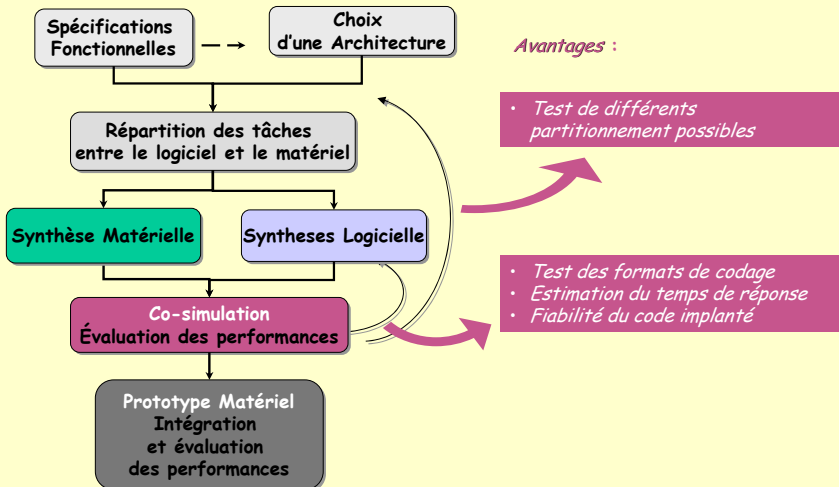 Spécifications
Fonctionnelles
Choix
d'une Architecture
Avantages :
• Test de différents
partitionnement possibles
Répartition des tâches
entre le logiciel et le matériel
Synthèse Matérielle
Syntheses Logicielle
• Test des formats de codage
• Estimation du temps de réponse
• Fiabilité du code implanté
Co-simulation
Évaluation des performances
Prototype Matériel
Intégration
et évaluation
des performances